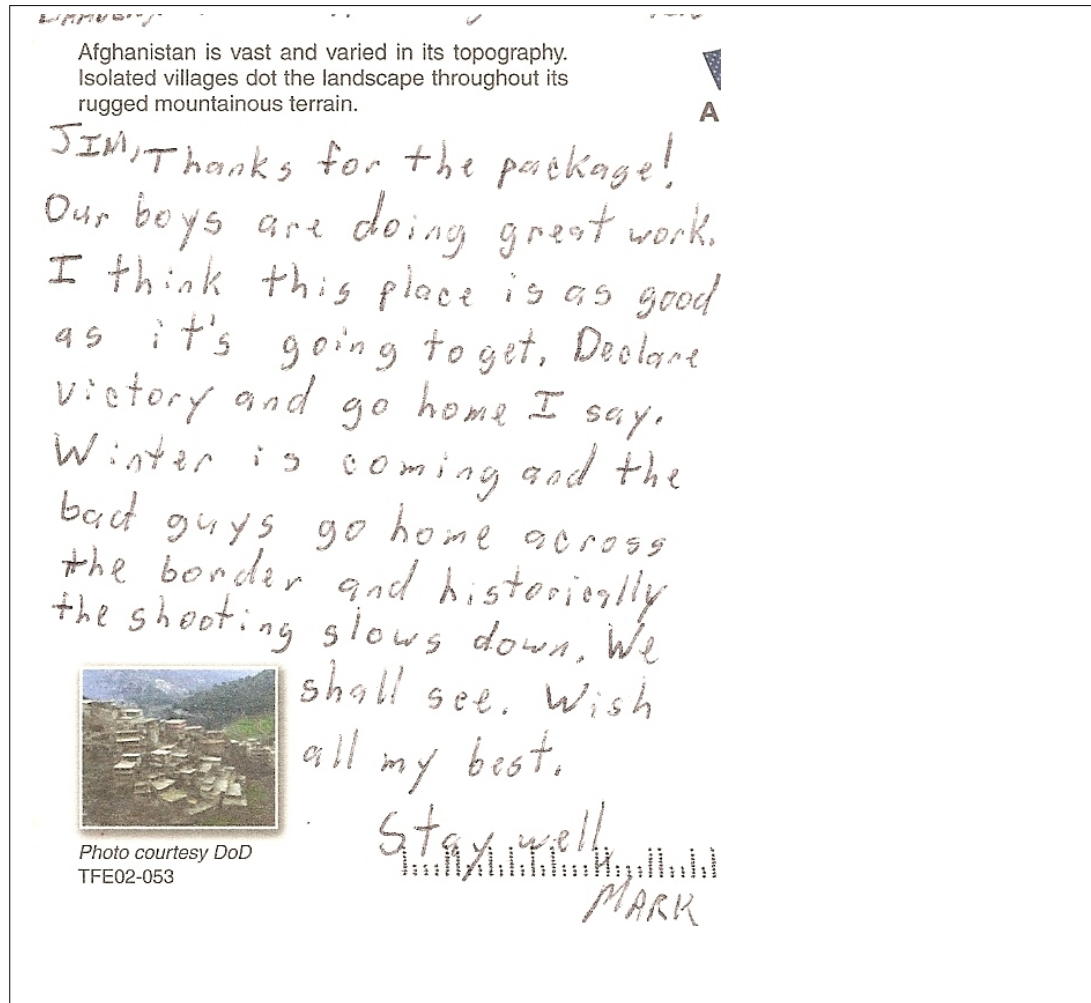 Afghanistan is vast and varied in its topography.
Isolated villages dot the landscape throughout its
rugged mountainous terrain.
A
JIM, Thanks for the package!
Our boys are doing great work.
I think this place is as good
as it's going to get. Declare
victory and go home I say.
Winter is coming and the
bad guys go home across
the border and historically
the shooting slows down. We
shall see. Wish
all my best.
Stay well
MARK
Photo courtesy DoD
TFE02-053